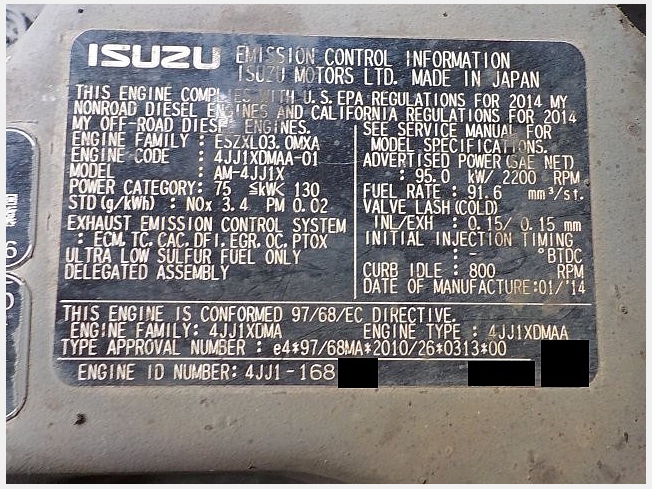 ISUZU EMISSION CONTROL INFORMATION
ISUZU MOTORS LTD. MADE IN JAPAN
THIS ENGINE COMPLIES WITH U.S. EPA REGULATIONS FOR 2014 MY
NONROAD DIESEL ENGINES AND CALIFORNIA REGULATIONS FOR 2014
MY OFF-ROAD DIESEL ENGINES.
ENGINE FAMILY : ESZXL03.0MXA
ENGINE CODE : 4JJ1XDMAA-01
MODEL : AM-4JJ1X
POWER CATEGORY: 75 ≤kW< 130
STD (g/kWh) : NOx 3.4 PM 0.02
EXHAUST EMISSION CONTROL SYSTEM
: ECM, TC, CAC, DFI, EGR, OC, PTOX
ULTRA LOW SULFUR FUEL ONLY
DELEGATED ASSEMBLY
SEE SERVICE MANUAL FOR
MODEL SPECIFICATIONS.
ADVERTISED POWER(SAE NET)
: 95.0 kW/ 2200 RPM
FUEL RATE : 91.6 mm³/st.
VALVE LASH(COLD)
INL/EXH : 0.15/ 0.15 mm
INITIAL INJECTION TIMING
: - °BTDC
CURB IDLE : 800 RPM
DATE OF MANUFACTURE:01/'14
THIS ENGINE IS CONFORMED 97/68/EC DIRECTIVE.
ENGINE FAMILY: 4JJ1XDMA ENGINE TYPE : 4JJ1XDMAA
TYPE APPROVAL NUMBER : e4*97/68MA*2010/26*0313*00
ENGINE ID NUMBER: 4JJ1-168